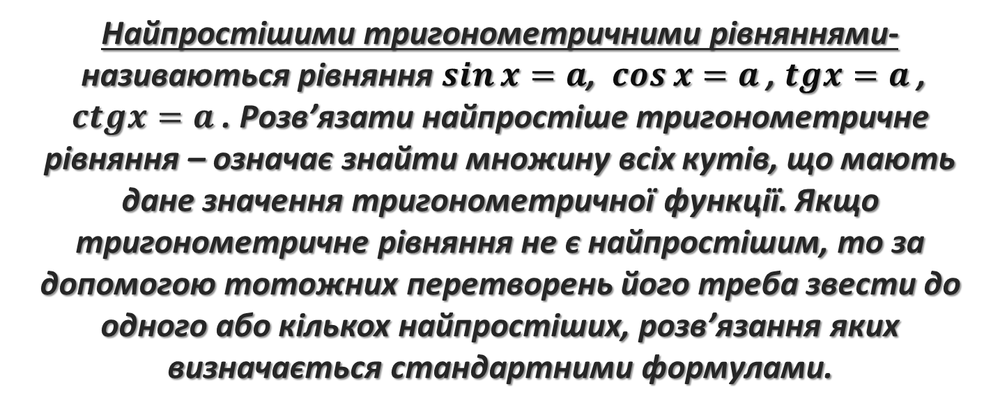 Найпростішими тригонометричними рівняннями-
називаються рівняння sin x = a, cos x = a , tgx = a ,
ctgx = a . Розв’язати найпростіше тригонометричне
рівняння – означає знайти множину всіх кутів, що мають
дане значення тригонометричної функції. Якщо
тригонометричне рівняння не є найпростішим, то за
допомогою тотожних перетворень його треба звести до
одного або кількох найпростіших, розв’язання яких
визначається стандартними формулами.